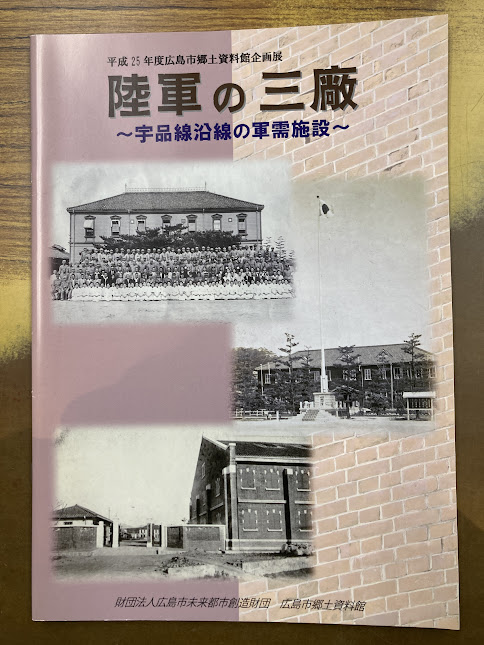 平成25年度広島市郷土資料館企画展
陸軍の三廠
～宇品線沿線の軍需施設～
財団法人広島市未来都市創造財団　広島市郷土資料館